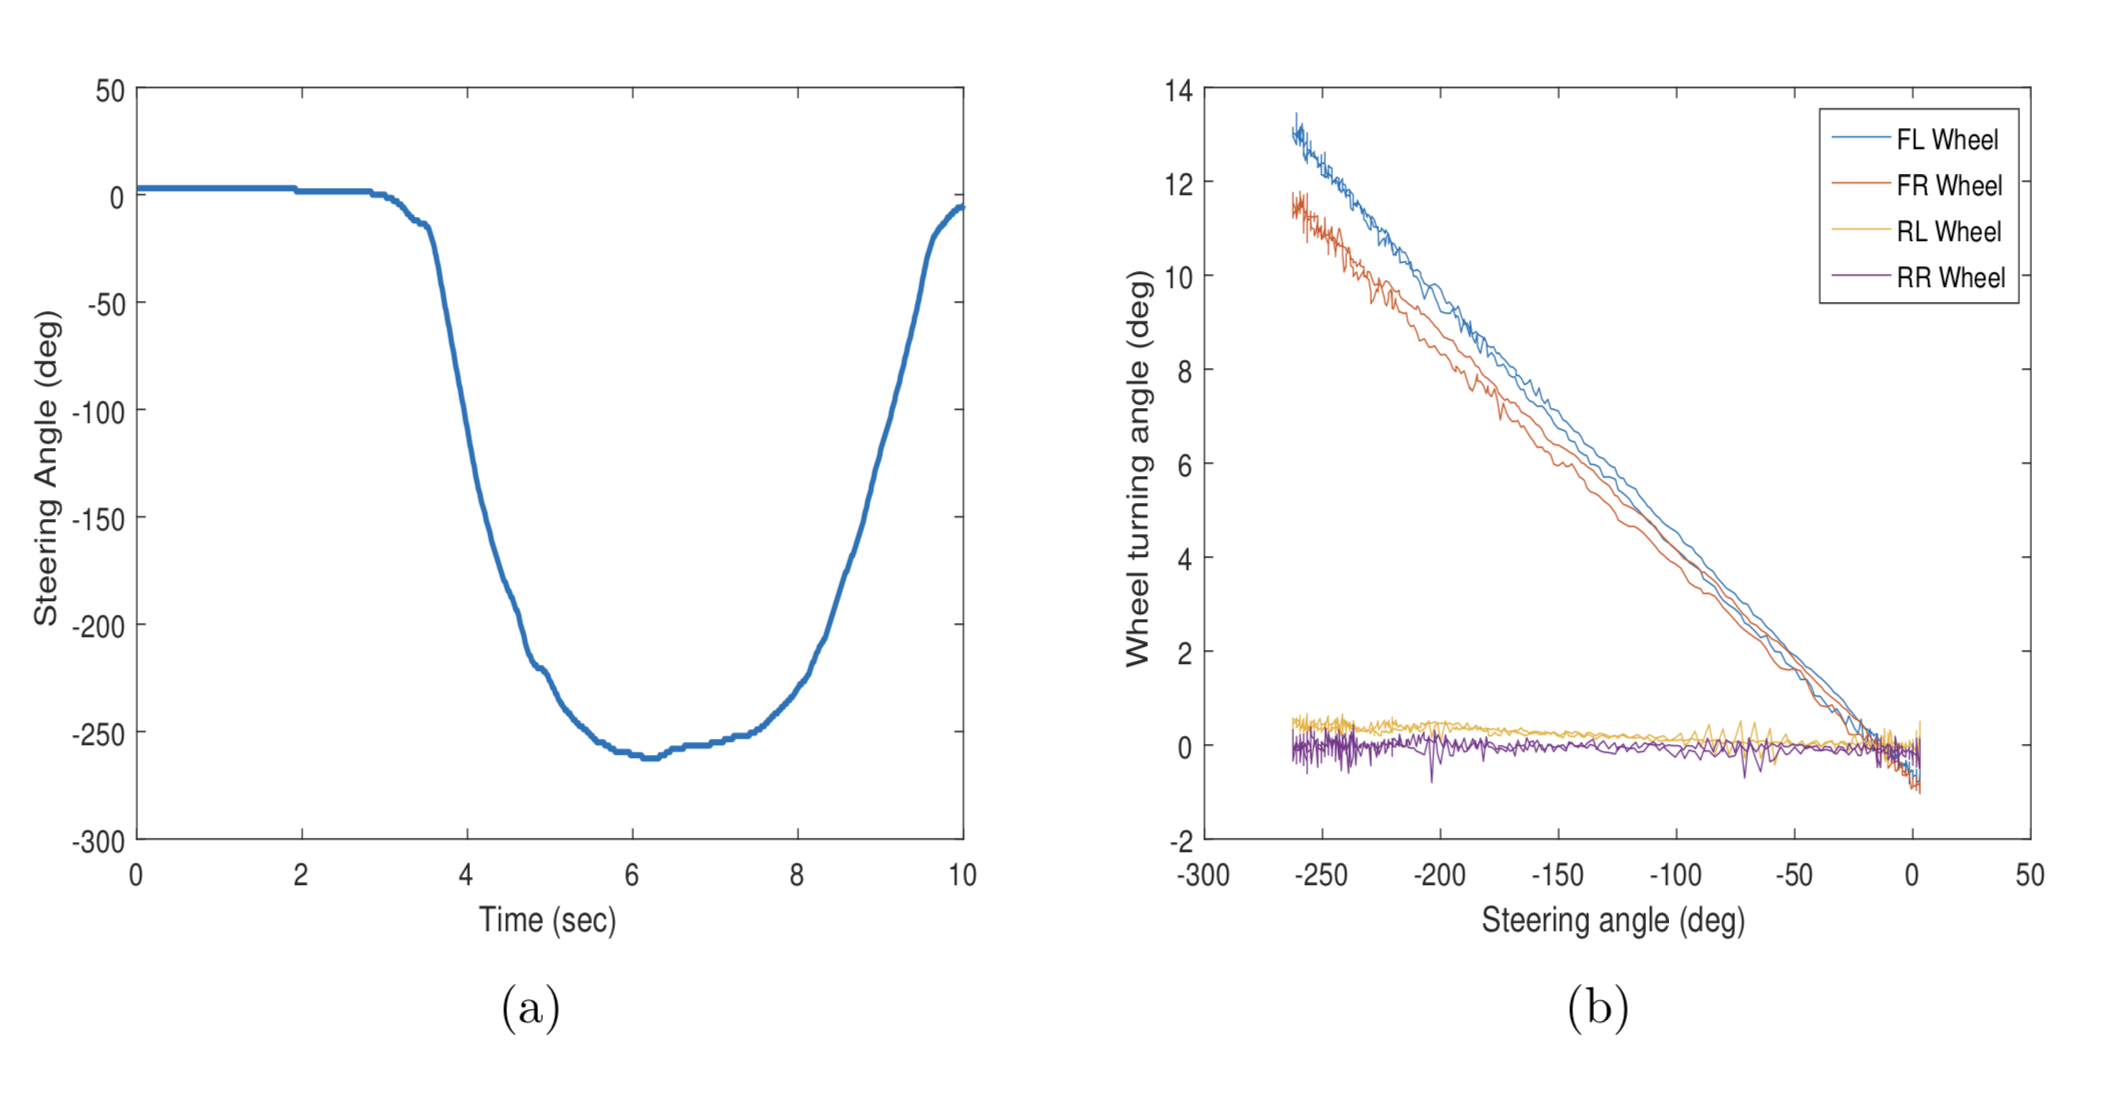 50
0
-50
-100
-150
-200
-250
-300
Steering Angle (deg)
0 2 4 6 8 10
Time (sec)
(a)
14
12
10
8
6
4
2
0
-2
Wheel turning angle (deg)
FL Wheel
FR Wheel
RL Wheel
RR Wheel
-300 -250 -200 -150 -100 -50 0 50
Steering angle (deg)
(b)